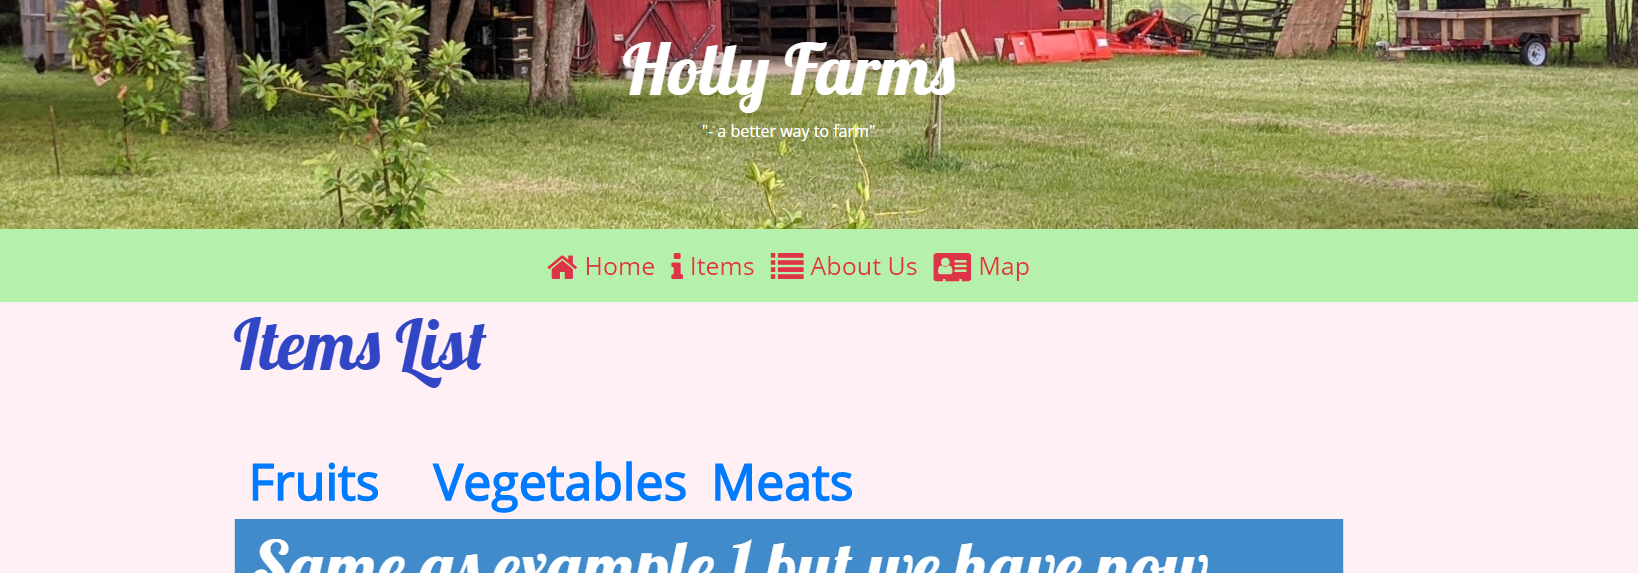 Holly Farms
"- a better way to farm"
Home Items About Us Map
Items List
Fruits Vegetables Meats
Same as example 1 but we have now